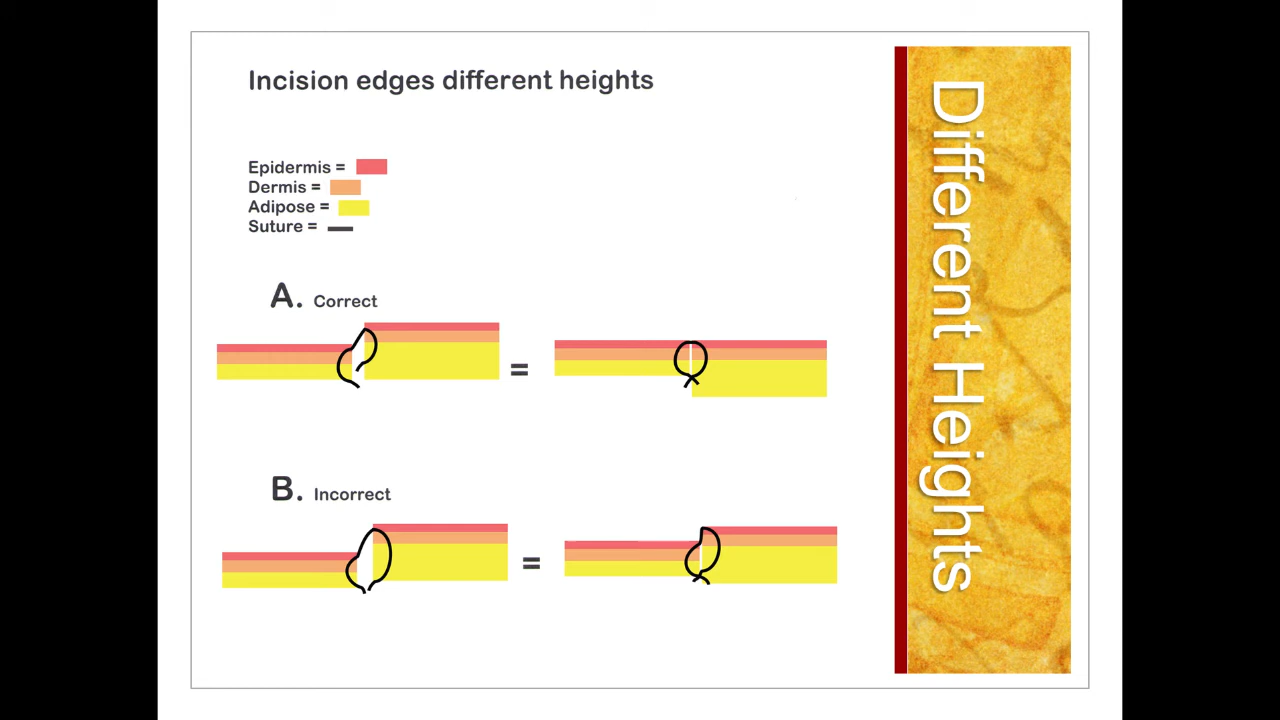 Incision edges different heights
Epidermis =
Dermis =
Adipose =
Suture =
A. Correct
=
B. Incorrect
=
Different Heights